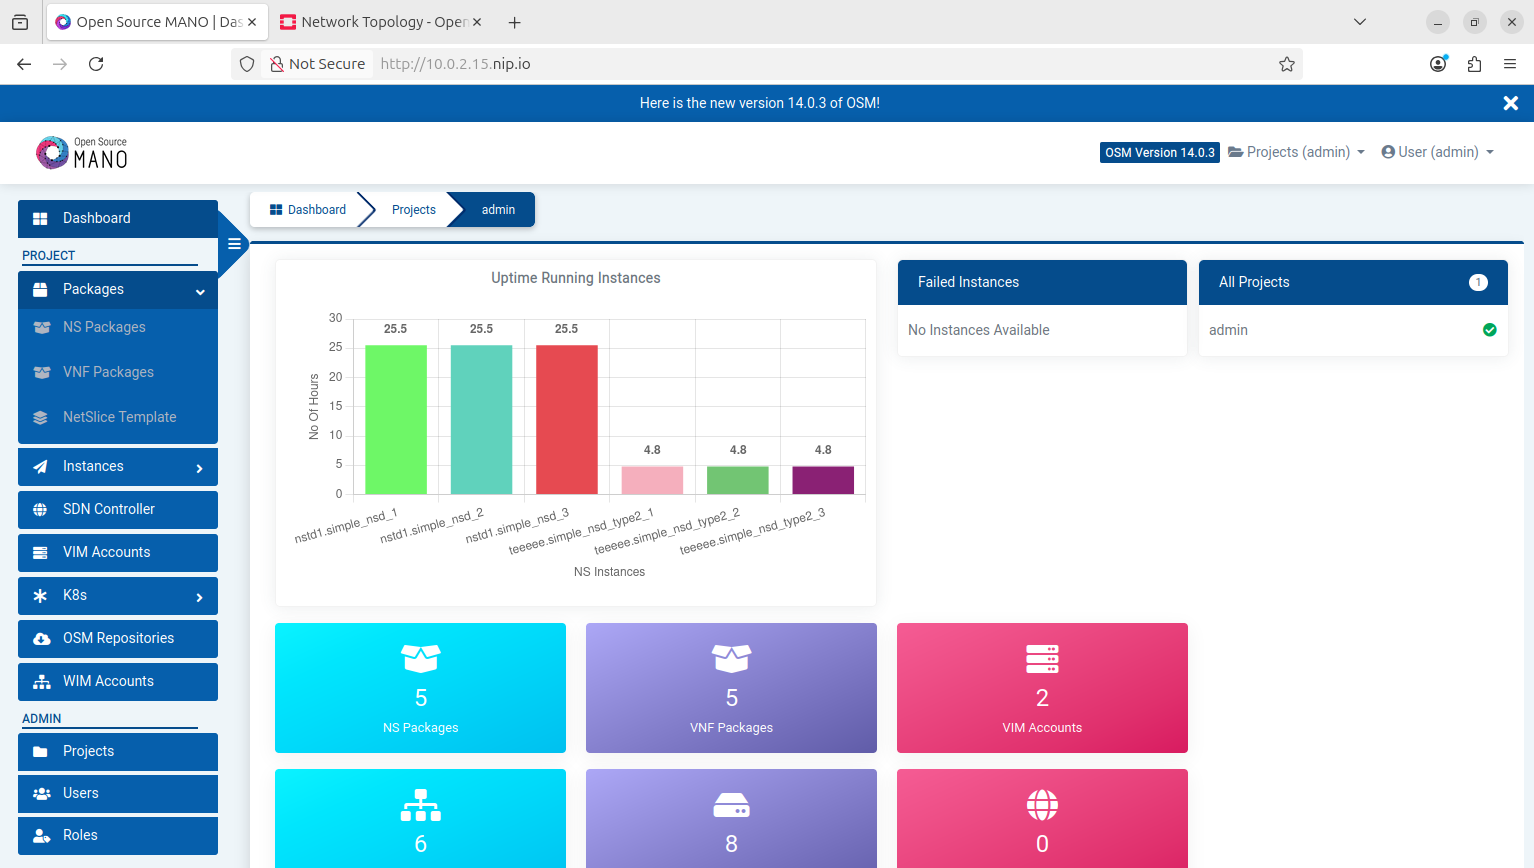 Open Source MANO | Das
Network Topology - Open
Not Secure
http://10.0.2.15.nip.io
Here is the new version 14.0.3 of OSM!
Open Source
MANO
OSM Version 14.0.3
Projects (admin)
User (admin)
Dashboard
PROJECT
Packages
NS Packages
VNF Packages
NetSlice Template
Instances
SDN Controller
VIM Accounts
K8s
OSM Repositories
WIM Accounts
ADMIN
Projects
Users
Roles
Dashboard
Projects
admin
Uptime Running Instances
No Of Hours
30
25
20
15
10
5
0
25.5
25.5
25.5
4.8
4.8
4.8
nstd1.simple_nsd_1
nstd1.simple_nsd_2
nstd1.simple_nsd_3
teeeee.simple_nsd_type2_1
teeeee.simple_nsd_type2_2
teeeee.simple_nsd_type2_3
NS Instances
Failed Instances
No Instances Available
All Projects
1
admin
5
NS Packages
5
VNF Packages
2
VIM Accounts
6
8
0